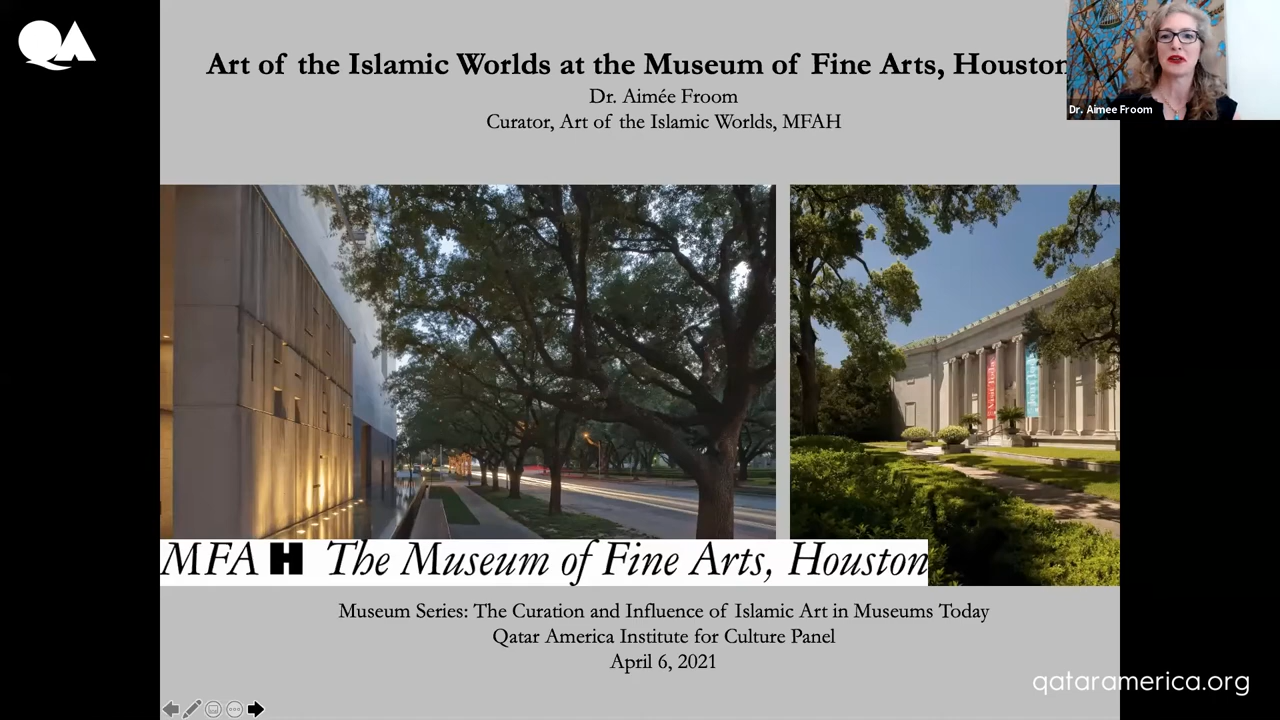 QA
Art of the Islamic Worlds at the Museum of Fine Arts, Houston
Dr. Aimée Froom
Curator, Art of the Islamic Worlds, MFAH
Dr. Aimee Froom
MFAH The Museum of Fine Arts, Houston
Museum Series: The Curation and Influence of Islamic Art in Museums Today
Qatar America Institute for Culture Panel
April 6, 2021
qataramerica.org